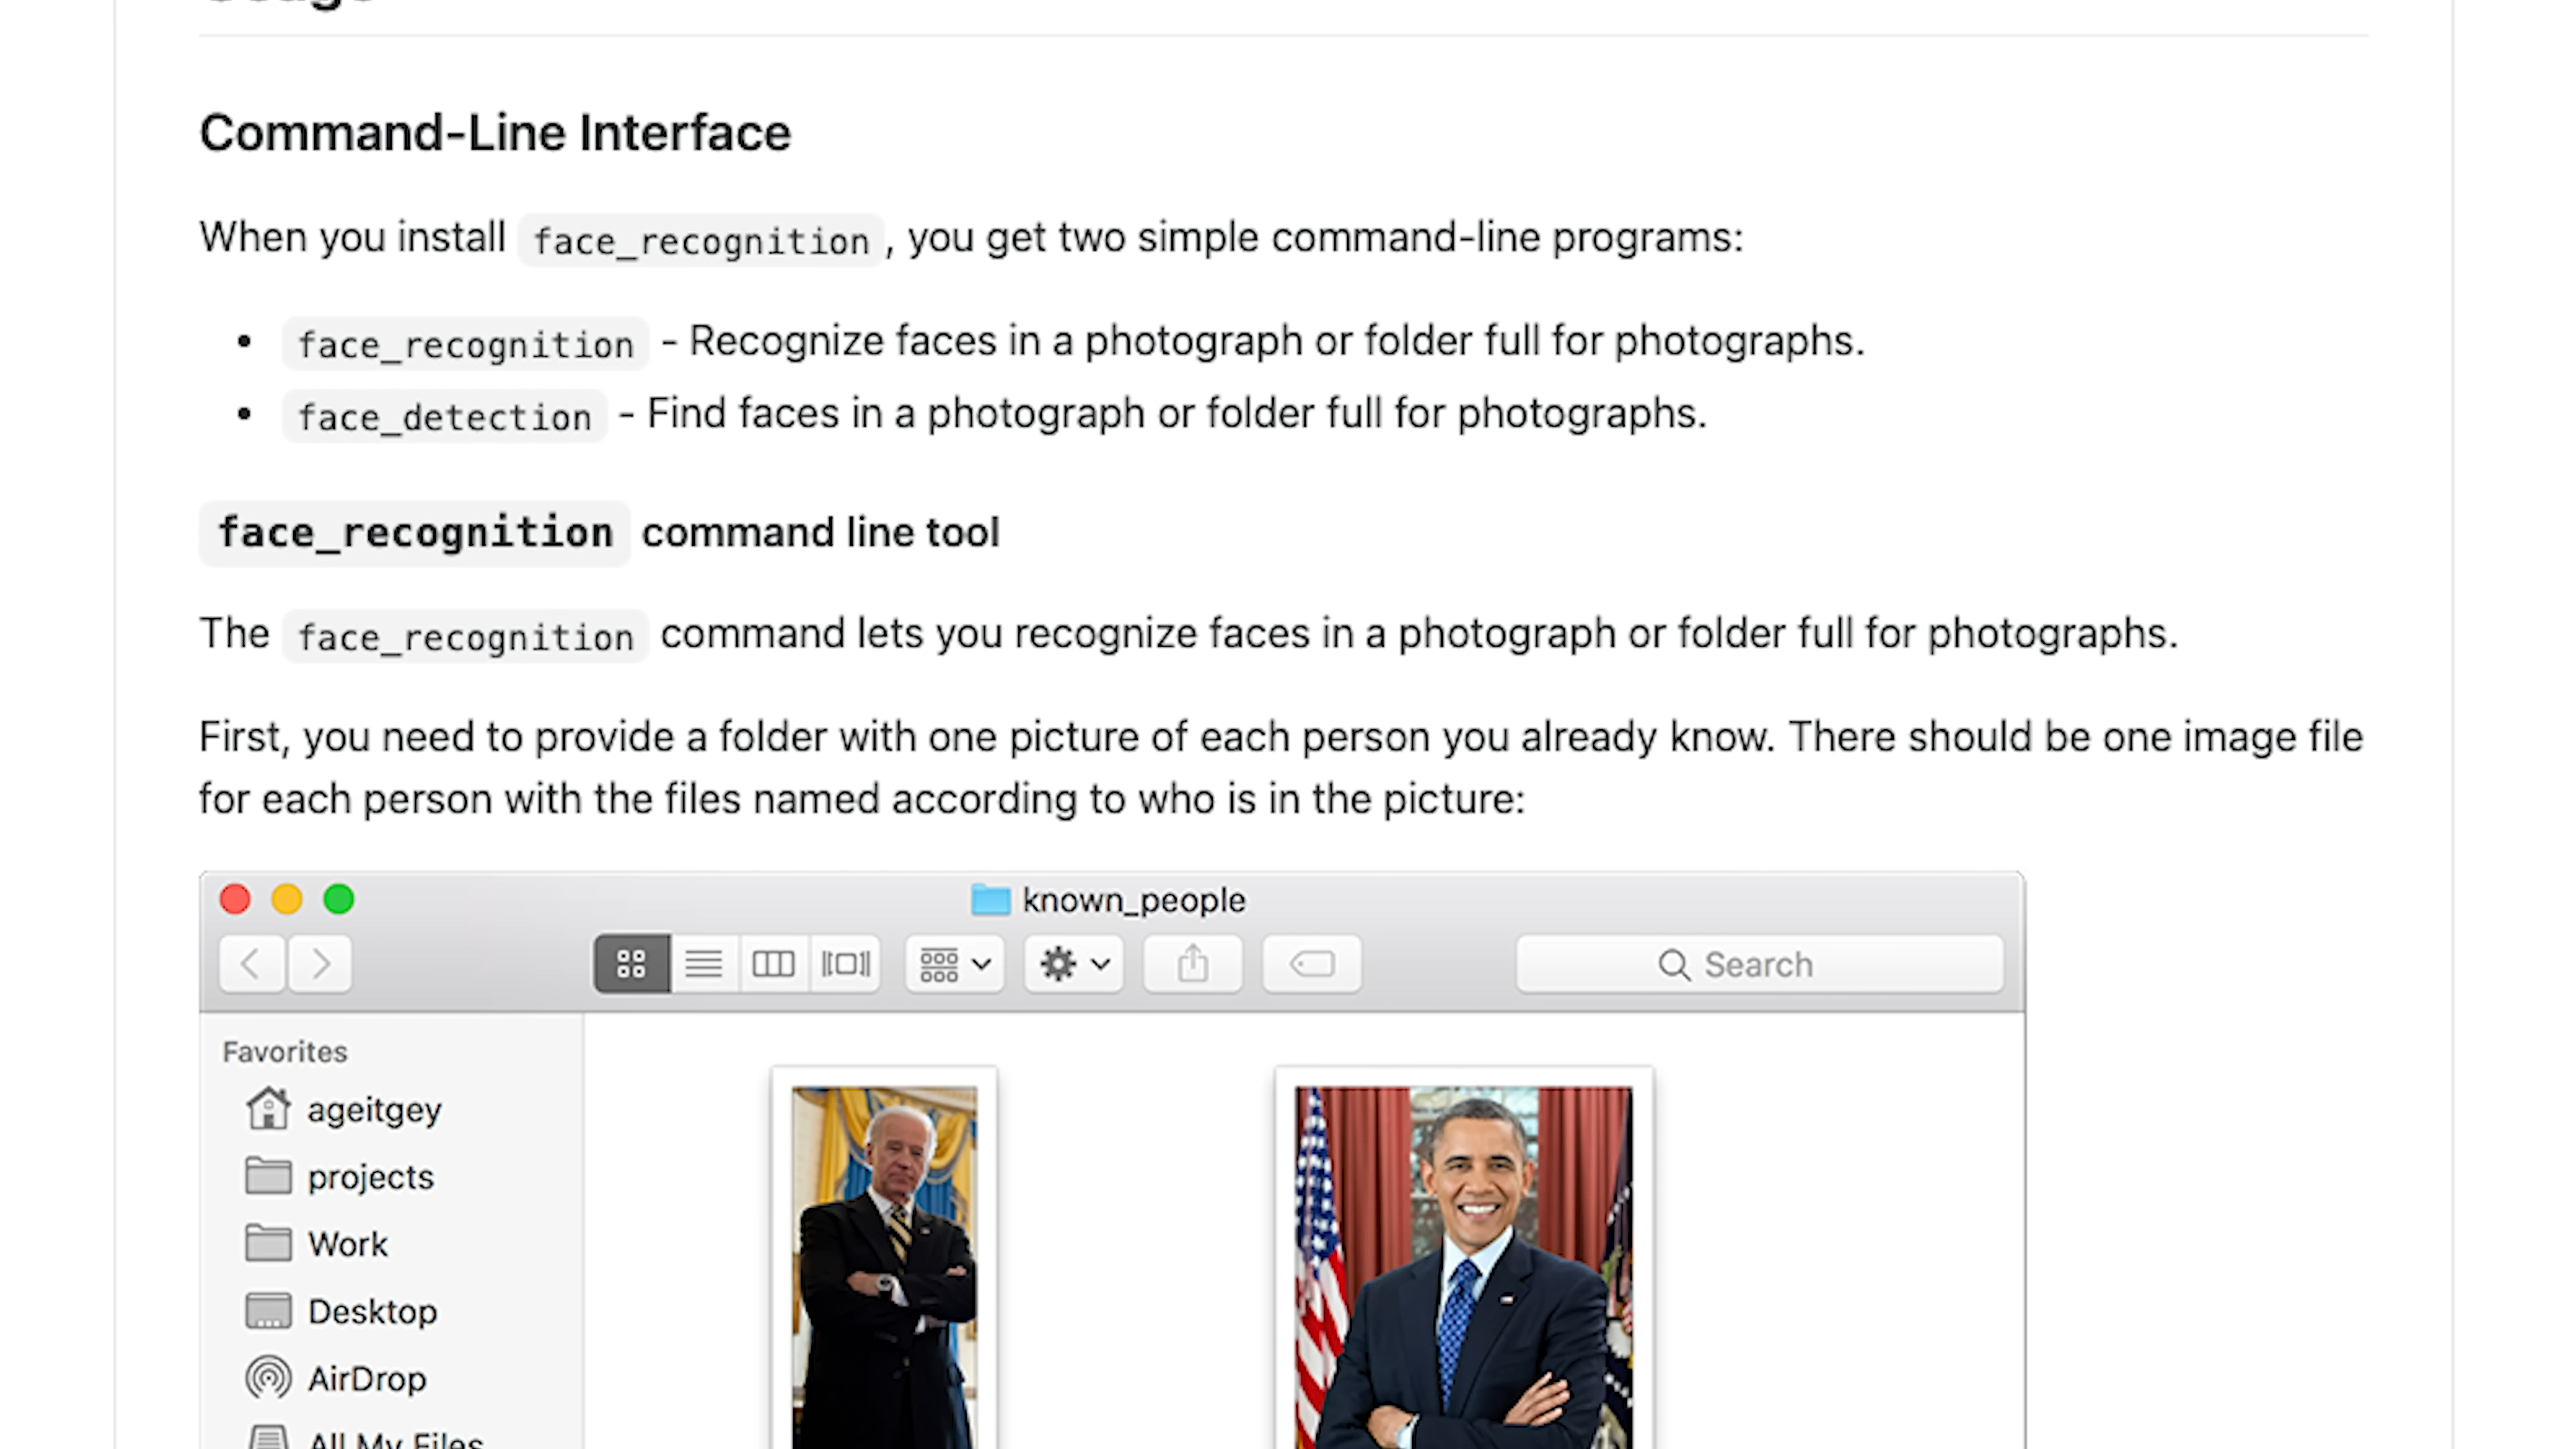 Usage
Command-Line Interface
When you install face_recognition, you get two simple command-line programs:
• face_recognition - Recognize faces in a photograph or folder full for photographs.
• face_detection - Find faces in a photograph or folder full for photographs.
face_recognition command line tool
The face_recognition command lets you recognize faces in a photograph or folder full for photographs.
First, you need to provide a folder with one picture of each person you already know. There should be one image file
for each person with the files named according to who is in the picture:
known_people
Search
Favorites
ageitgey
projects
Work
Desktop
AirDrop
All My Files